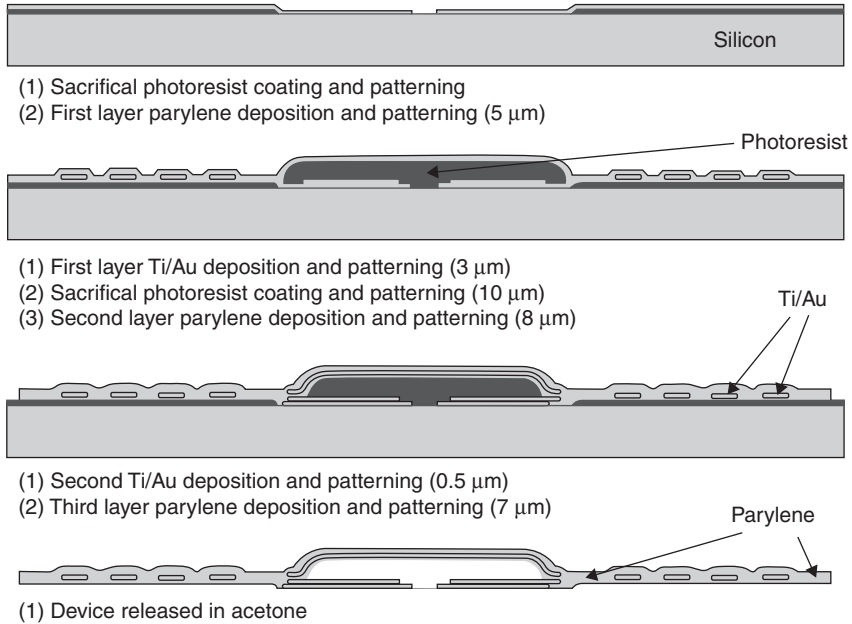 Silicon
(1) Sacrifical photoresist coating and patterning
(2) First layer parylene deposition and patterning (5 μm)
Photoresist
(1) First layer Ti/Au deposition and patterning (3 μm)
(2) Sacrifical photoresist coating and patterning (10 μm)
(3) Second layer parylene deposition and patterning (8 μm)
Ti/Au
(1) Second Ti/Au deposition and patterning (0.5 μm)
(2) Third layer parylene deposition and patterning (7 μm)
Parylene
(1) Device released in acetone